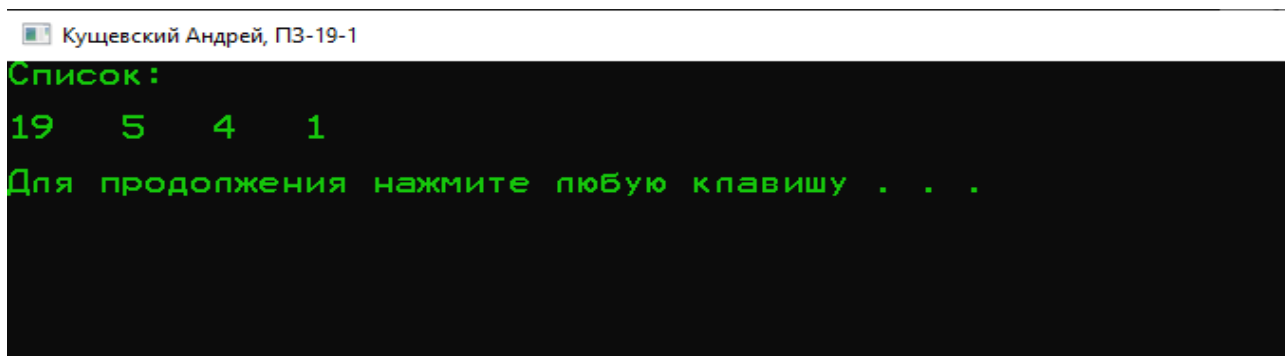 Кущевский Андрей, ПЗ-19-1
Список:
19 5 4 1
Для продолжения нажмите любую клавишу . . .